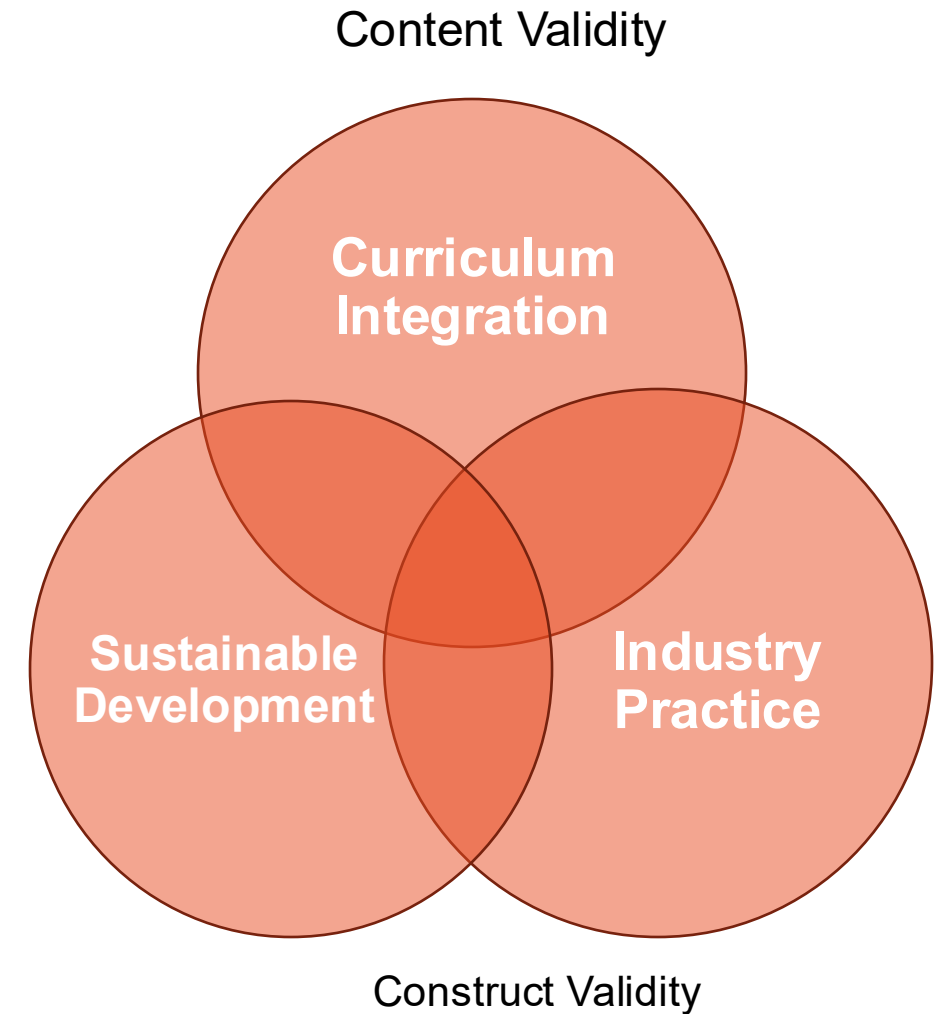 Content Validity
Curriculum
Integration
Sustainable
Development
Industry
Practice
Construct Validity